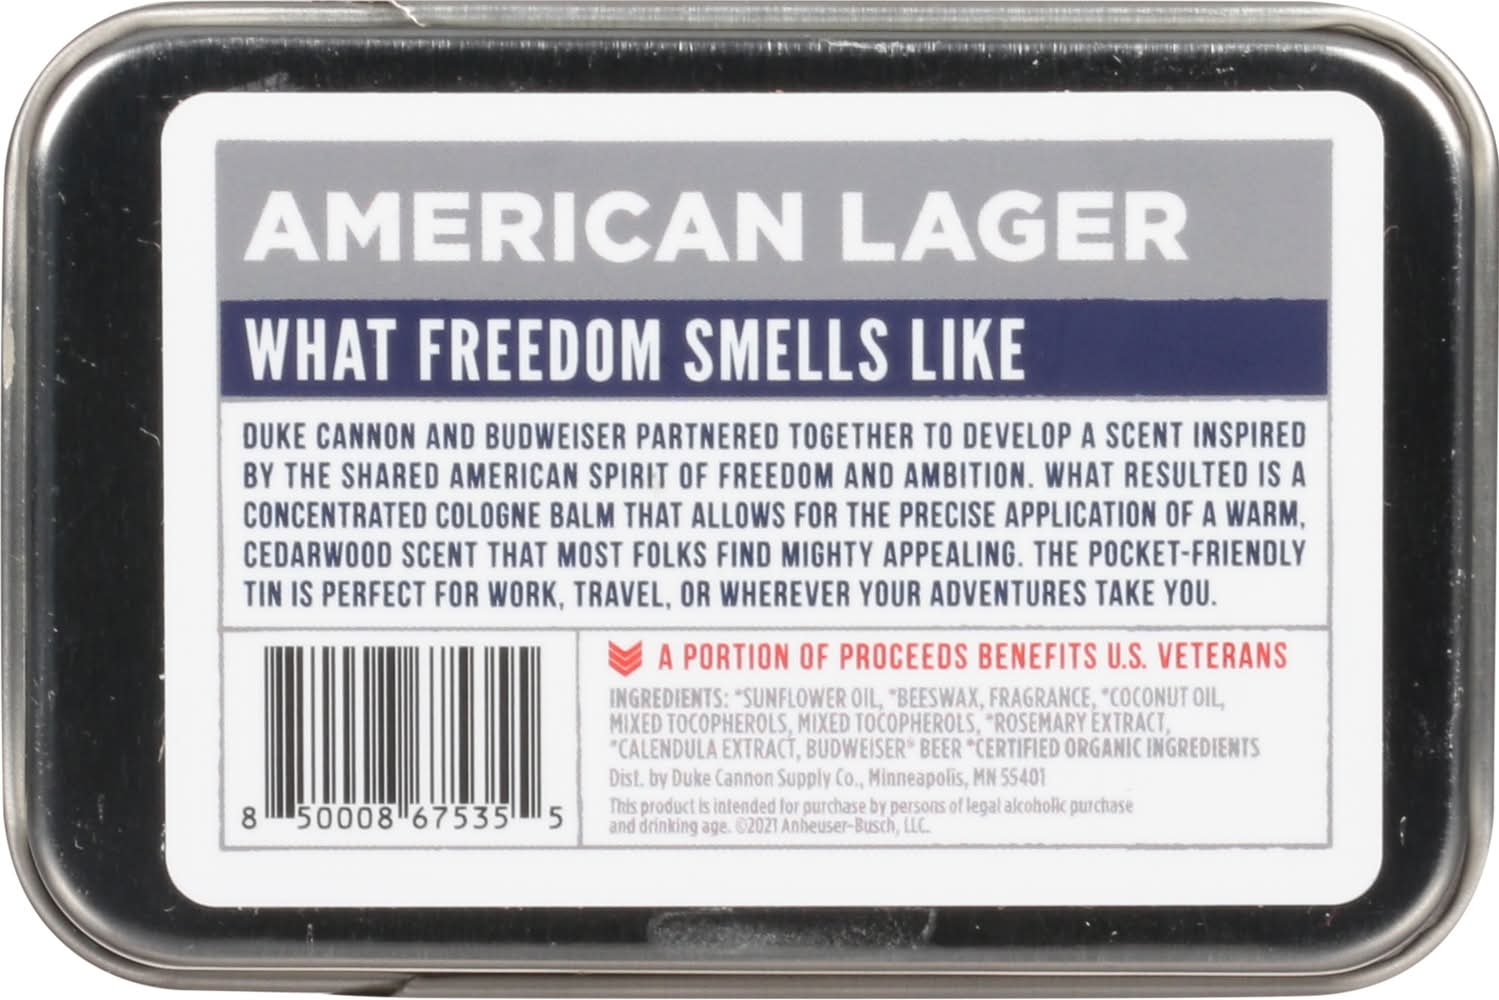 AMERICAN LAGER
WHAT FREEDOM SMELLS LIKE
DUKE CANNON AND BUDWEISER PARTNERED TOGETHER TO DEVELOP A SCENT INSPIRED
BY THE SHARED AMERICAN SPIRIT OF FREEDOM AND AMBITION. WHAT RESULTED IS A
CONCENTRATED COLOGNE BALM THAT ALLOWS FOR THE PRECISE APPLICATION OF A WARM,
CEDARWOOD SCENT THAT MOST FOLKS FIND MIGHTY APPEALING. THE POCKET-FRIENDLY
TIN IS PERFECT FOR WORK, TRAVEL, OR WHEREVER YOUR ADVENTURES TAKE YOU.
A PORTION OF PROCEEDS BENEFITS U.S. VETERANS
INGREDIENTS: *SUNFLOWER OIL, *BEESWAX, FRAGRANCE, *COCONUT OIL,
MIXED TOCOPHEROLS, MIXED TOCOPHEROLS, *ROSEMARY EXTRACT,
*CALENDULA EXTRACT, BUDWEISER® BEER *CERTIFIED ORGANIC INGREDIENTS
Dist. by Duke Cannon Supply Co., Minneapolis, MN 55401
This product is intended for purchase by persons of legal alcoholic purchase
and drinking age. ©2021 Anheuser-Busch, LLC.
8 50008 67535 5